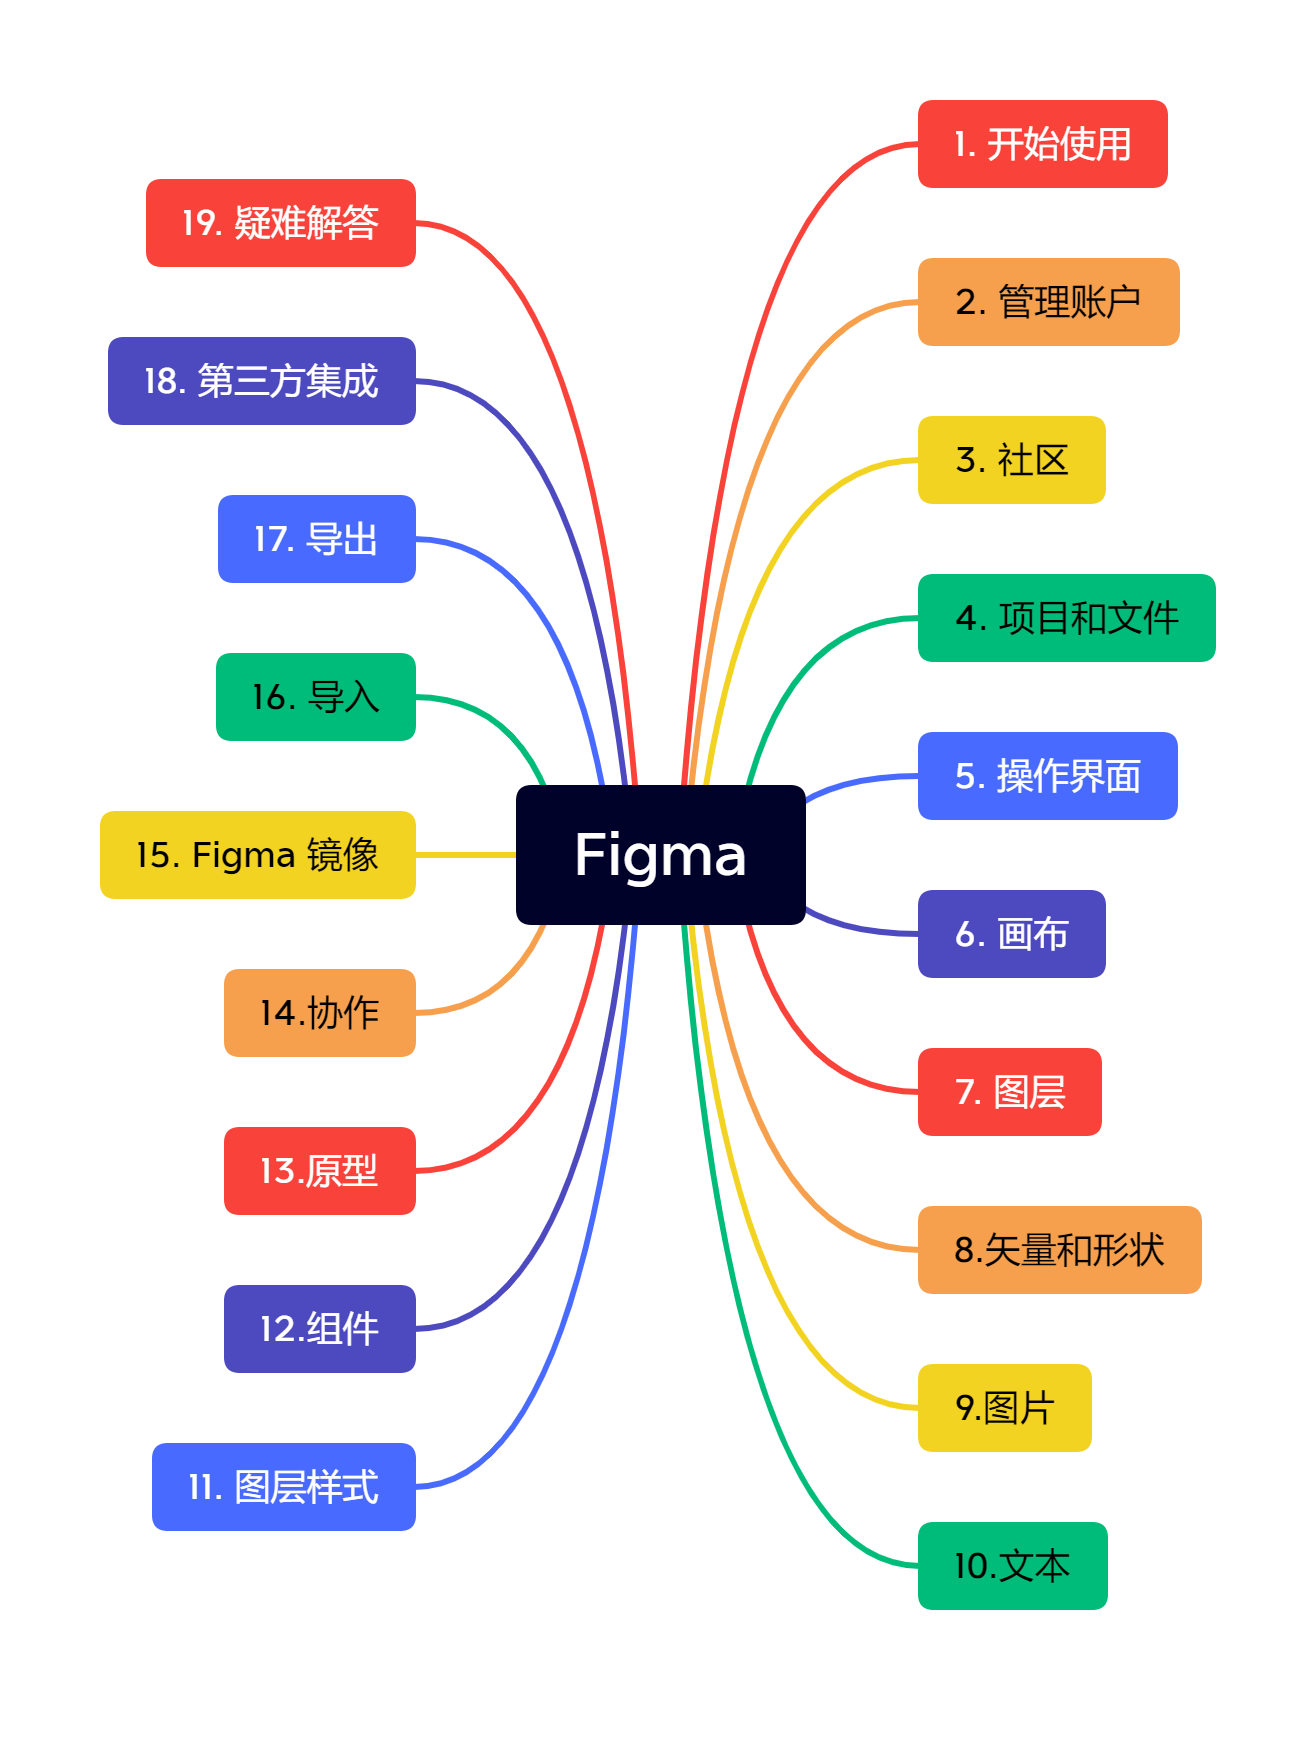 Figma
1. 开始使用
2. 管理账户
3. 社区
4. 项目和文件
5. 操作界面
6. 画布
7. 图层
8.矢量和形状
9.图片
10.文本
11. 图层样式
12.组件
13.原型
14.协作
15. Figma 镜像
16. 导入
17. 导出
18. 第三方集成
19. 疑难解答